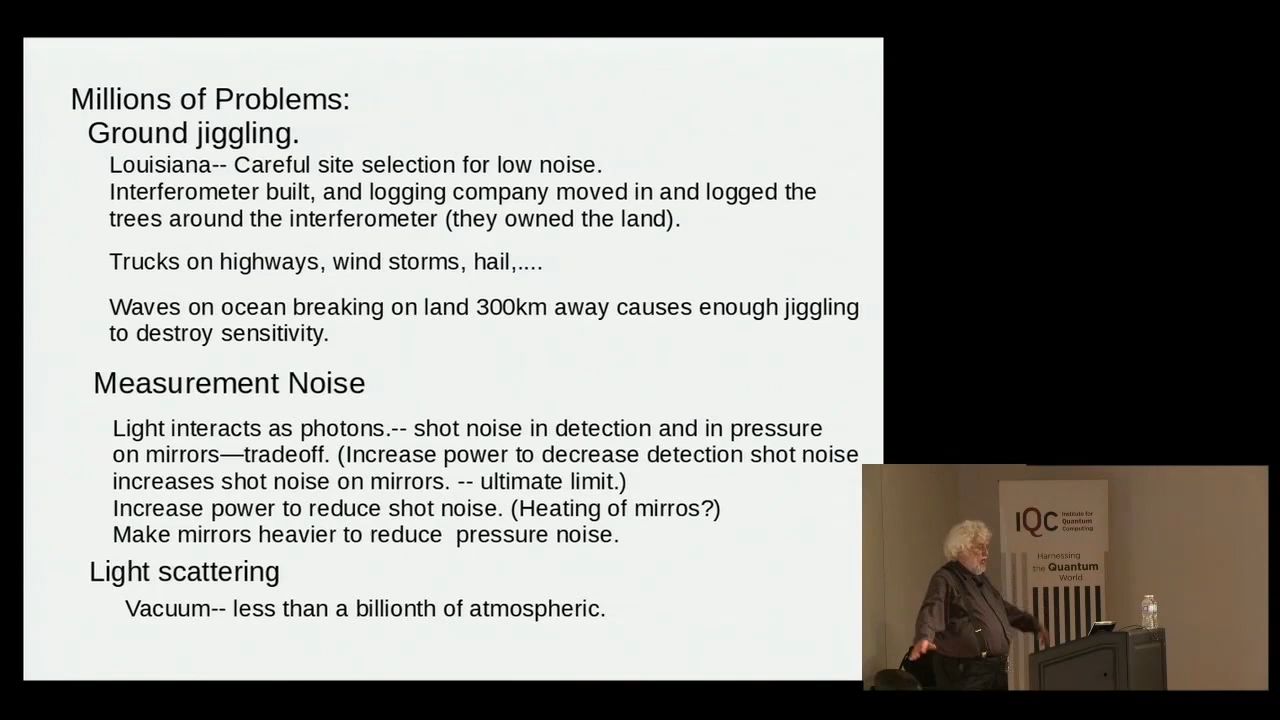 Millions of Problems:
Ground jiggling.
Louisiana-- Careful site selection for low noise.
Interferometer built, and logging company moved in and logged the
trees around the interferometer (they owned the land).
Trucks on highways, wind storms, hail,....
Waves on ocean breaking on land 300km away causes enough jiggling
to destroy sensitivity.
Measurement Noise
Light interacts as photons.-- shot noise in detection and in pressure
on mirrors—tradeoff. (Increase power to decrease detection shot noise
increases shot noise on mirrors. -- ultimate limit.)
Increase power to reduce shot noise. (Heating of mirros?)
Make mirrors heavier to reduce  pressure noise.
Light scattering
Vacuum-- less than a billionth of atmospheric.
IQC
Institute for
Quantum
Computing
Harnessing
the Quantum
World